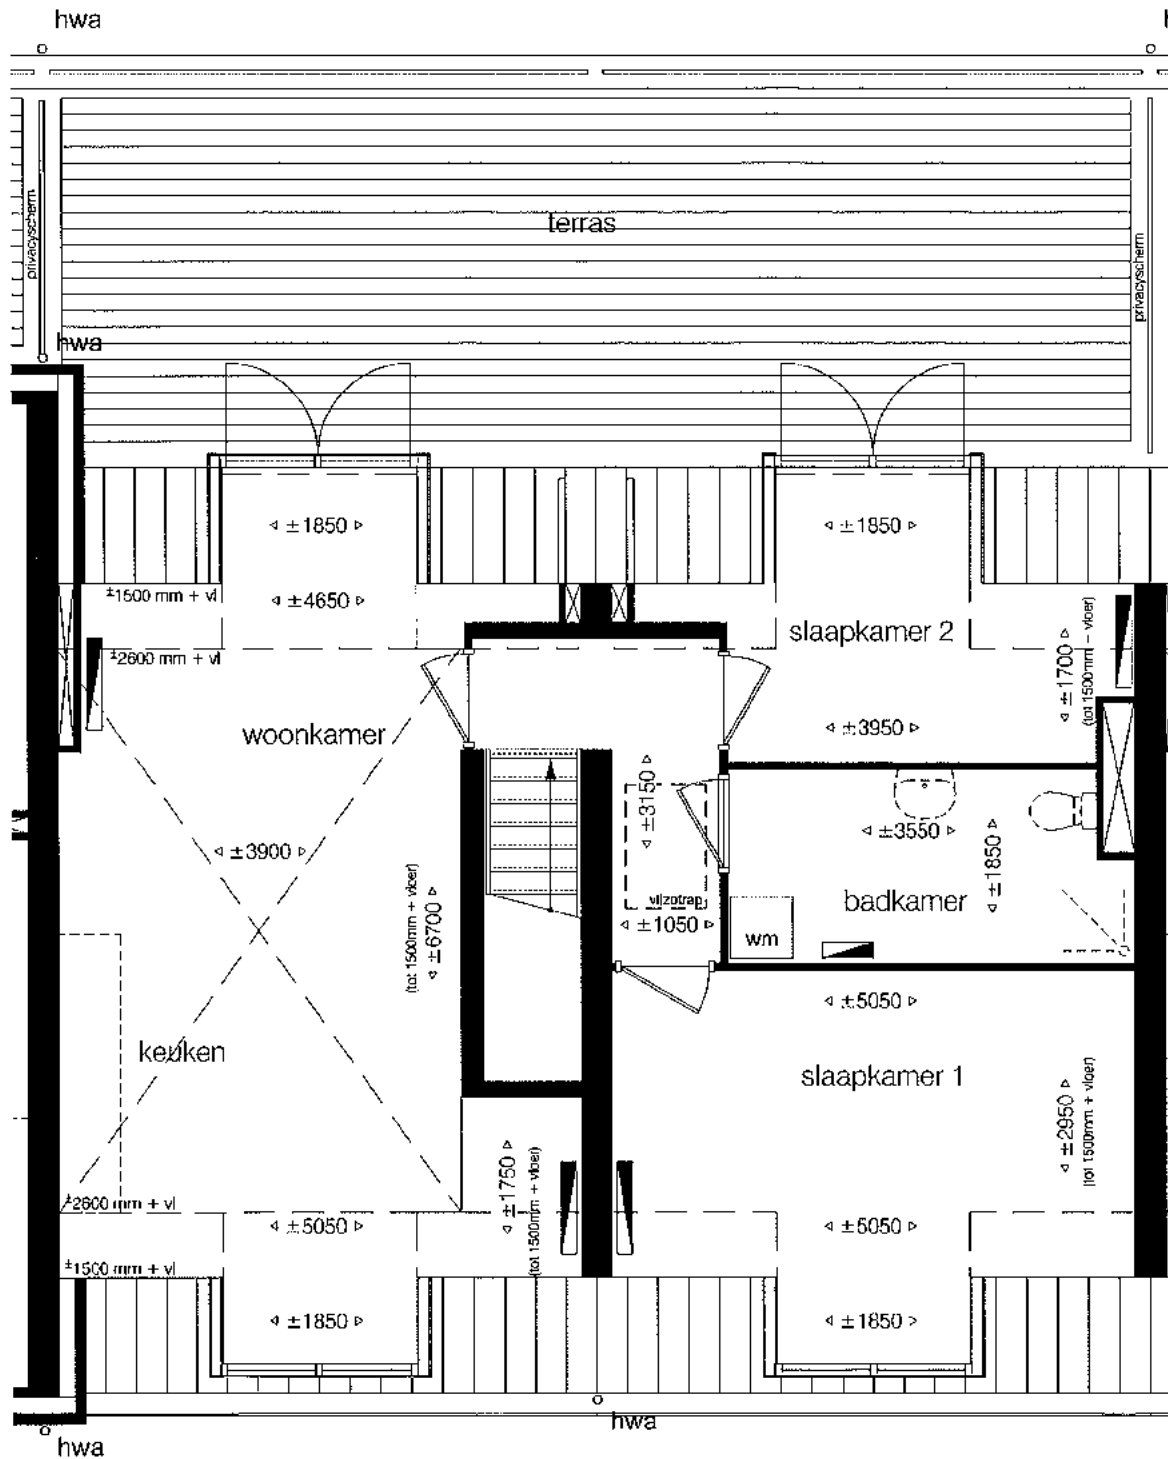 hwa
h
terras
privacyscherm
privacyscherm
hwa
◃ ±1850 ▹
◃ ±1850 ▹
±1500 mm + vl
◃ ±4650 ▹
±2600 mm + vl
slaapkamer 2
◃ ±1700 ▹
(tot 1500mm – vloer)
woonkamer
◃ ±3950 ▹
◃ ±3150 ▹
◃ ±3900 ▹
◃ ±3550 ▹
◃ ±1850 ▹
(tot 1500mm + vloer)
◃ ±6700 ▹
vlizotrap
badkamer
◃ ±1050 ▹
wm
◃ ±5050 ▹
keuken
slaapkamer 1
◃ ±2950 ▹
(tot 1500mm + vloer)
◃ ±1750 ▹
(tot 1500mm + vloer)
±2600 mm + vl
◃ ±5050 ▹
◃ ±5050 ▹
±1500 mm + vl
◃ ±1850 ▹
◃ ±1850 ▹
hwa
hwa